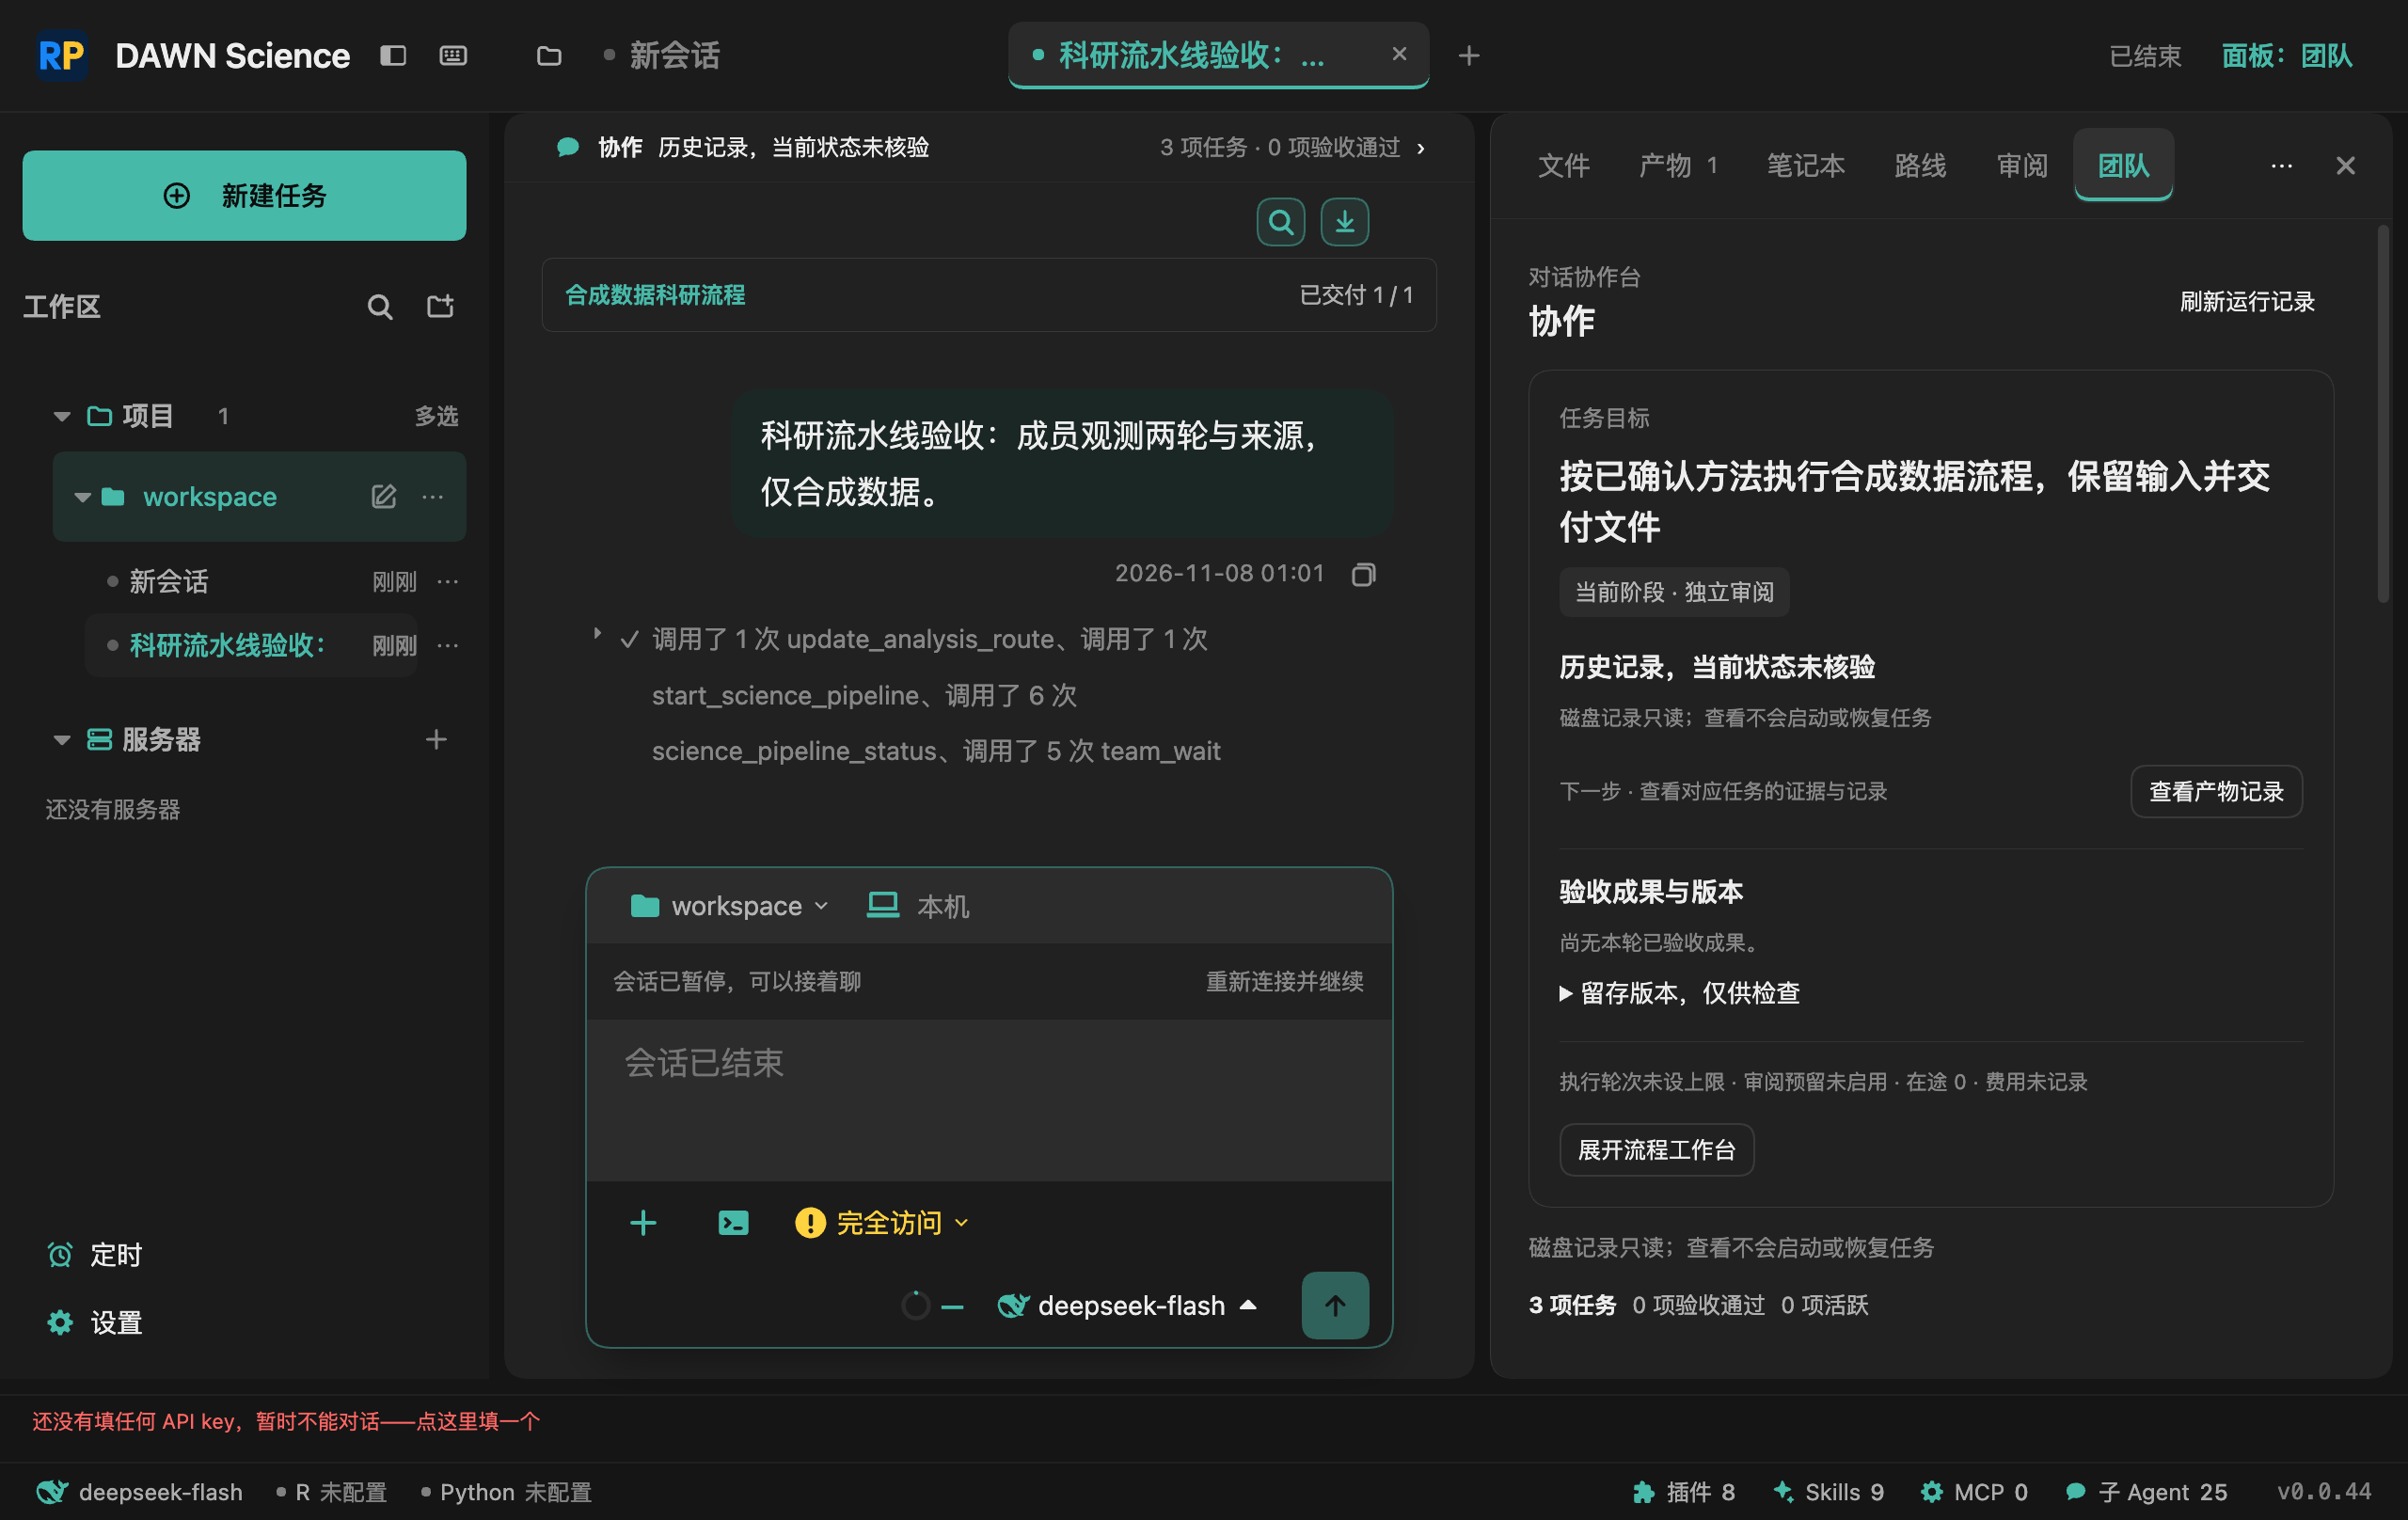 RP DAWN Science
新会话
科研流水线验收：...
已结束
面板：团队
新建任务
工作区
项目 1 多选
workspace
新会话 刚刚
科研流水线验收： 刚刚
服务器
还没有服务器
定时
设置
协作 历史记录，当前状态未核验 3 项任务 · 0 项验收通过
合成数据科研流程 已交付 1 / 1
科研流水线验收：成员观测两轮与来源，
仅合成数据。
2026-11-08 01:01
调用了 1 次 update_analysis_route、调用了 1 次
start_science_pipeline、调用了 6 次
science_pipeline_status、调用了 5 次 team_wait
workspace 本机
会话已暂停，可以接着聊 重新连接并继续
会话已结束
完全访问
deepseek-flash
文件 产物 1 笔记本 路线 审阅 团队
对话协作台
协作
刷新运行记录
任务目标
按已确认方法执行合成数据流程，保留输入并交
付文件
当前阶段 · 独立审阅
历史记录，当前状态未核验
磁盘记录只读；查看不会启动或恢复任务
下一步 · 查看对应任务的证据与记录 查看产物记录
验收成果与版本
尚无本轮已验收成果。
留存版本，仅供检查
执行轮次未设上限 · 审阅预留未启用 · 在途 0 · 费用未记录
展开流程工作台
磁盘记录只读；查看不会启动或恢复任务
3 项任务 0 项验收通过 0 项活跃
还没有填任何 API key，暂时不能对话——点这里填一个
deepseek-flash R 未配置 Python 未配置 插件 8 Skills 9 MCP 0 子 Agent 25 v0.0.44